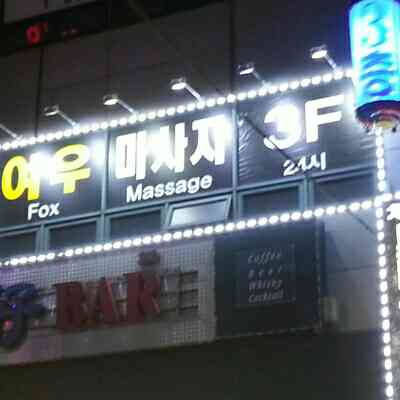 여우 마사지 3F
Fox Massage 24시
BAR
Coffee
Beer
Whisky
Cocktail